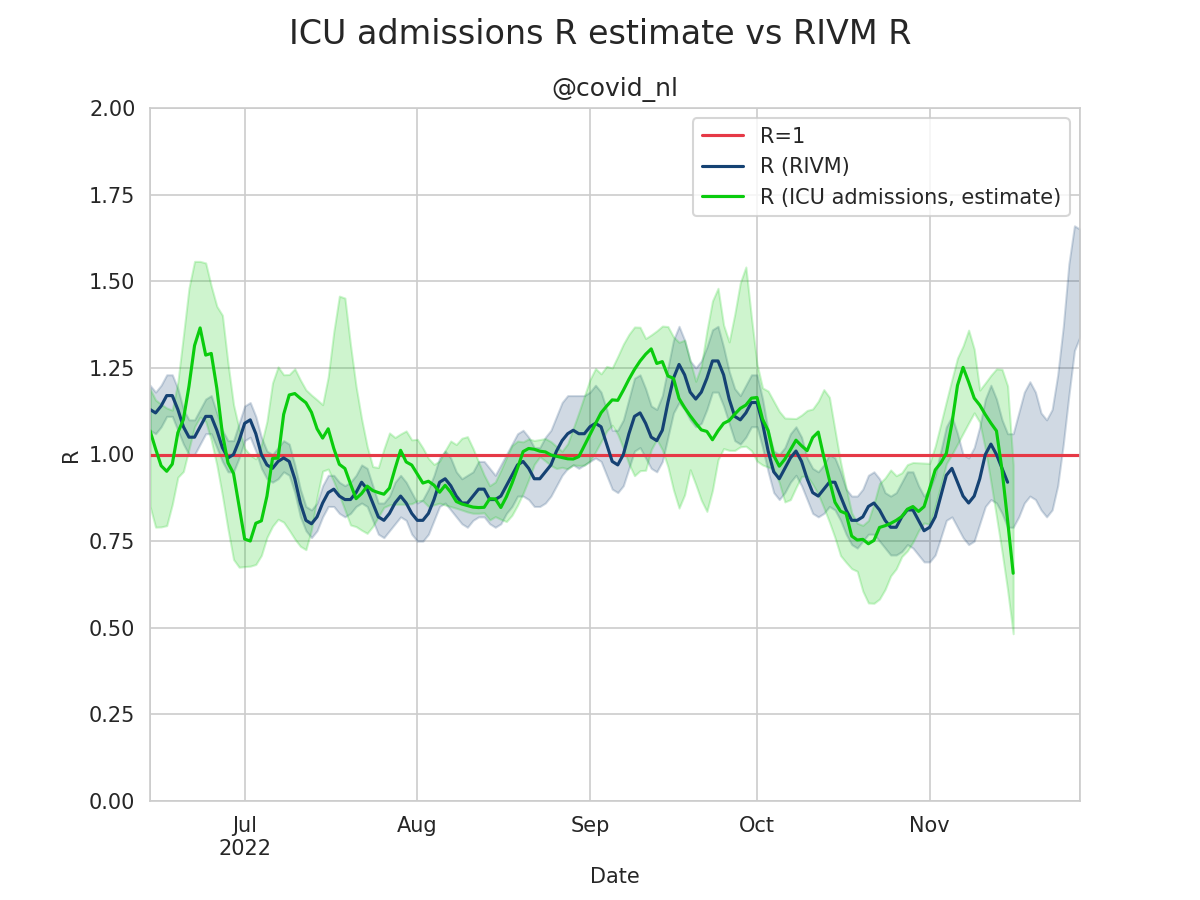 ICU admissions R estimate vs RIVM R
@covid_nl
R=1
R (RIVM)
R (ICU admissions, estimate)
2.00
1.75
1.50
1.25
1.00
0.75
0.50
0.25
0.00
R
Jul
2022
Aug
Sep
Oct
Nov
Date